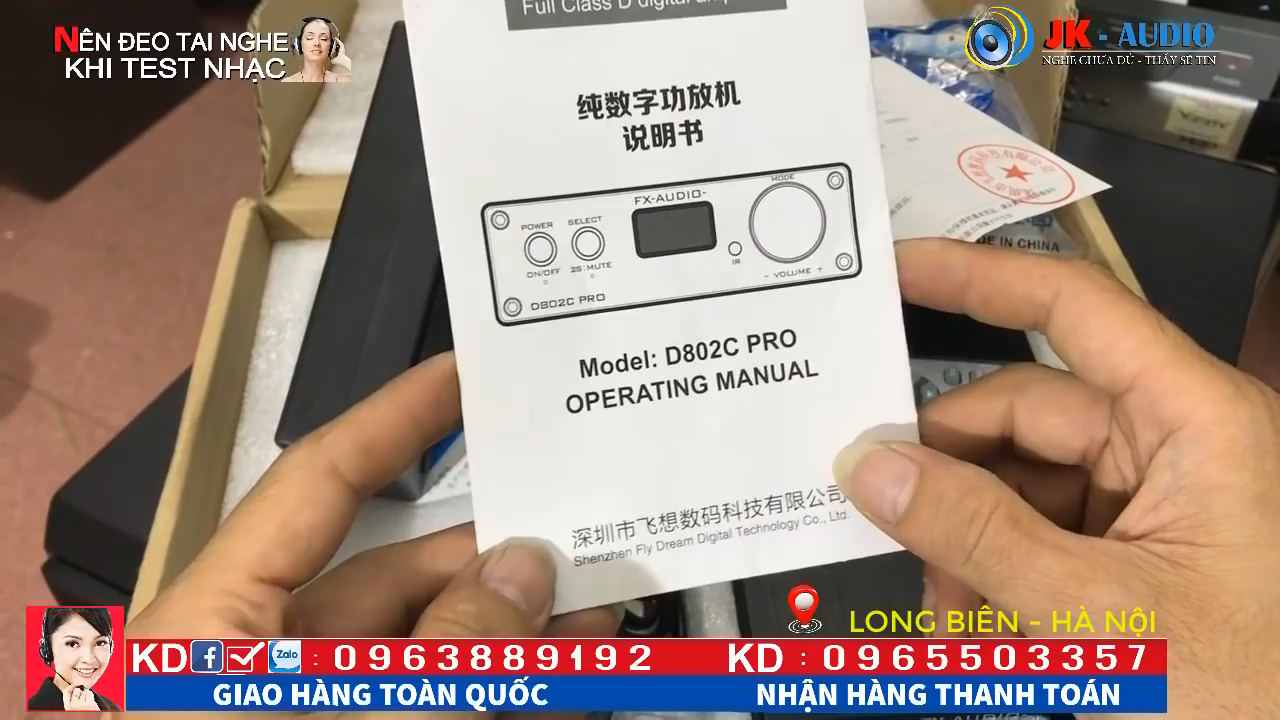 NÊN ĐEO TAI NGHE
KHI TEST NHẠC
JK - AUDIO
NGHE CHƯA ĐỦ - THẤY SẼ TIN
Full Class D digital
纯数字功放机
说明书
FX-AUDIO-
MODE
POWER
SELECT
ON/OFF
2S:MUTE
IR
- VOLUME +
D802C PRO
Model: D802C PRO
OPERATING MANUAL
深圳市飞想数码科技有限公司
Shenzhen Fly Dream Digital Technology Co., Ltd.
IN CHINA
LONG BIÊN - HÀ NỘI
KD f Zalo : 0963889192
KD : 0965503357
GIAO HÀNG TOÀN QUỐC
NHẬN HÀNG THANH TOÁN